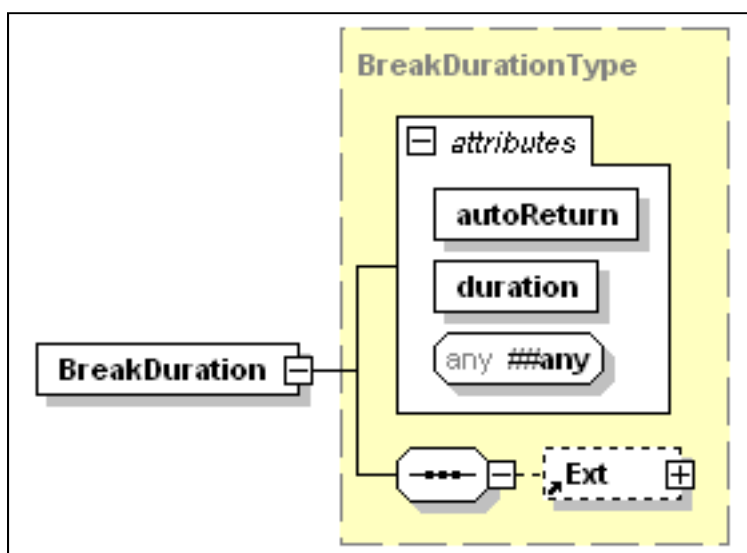 BreakDurationType
attributes
autoReturn
duration
any ##any
BreakDuration
Ext